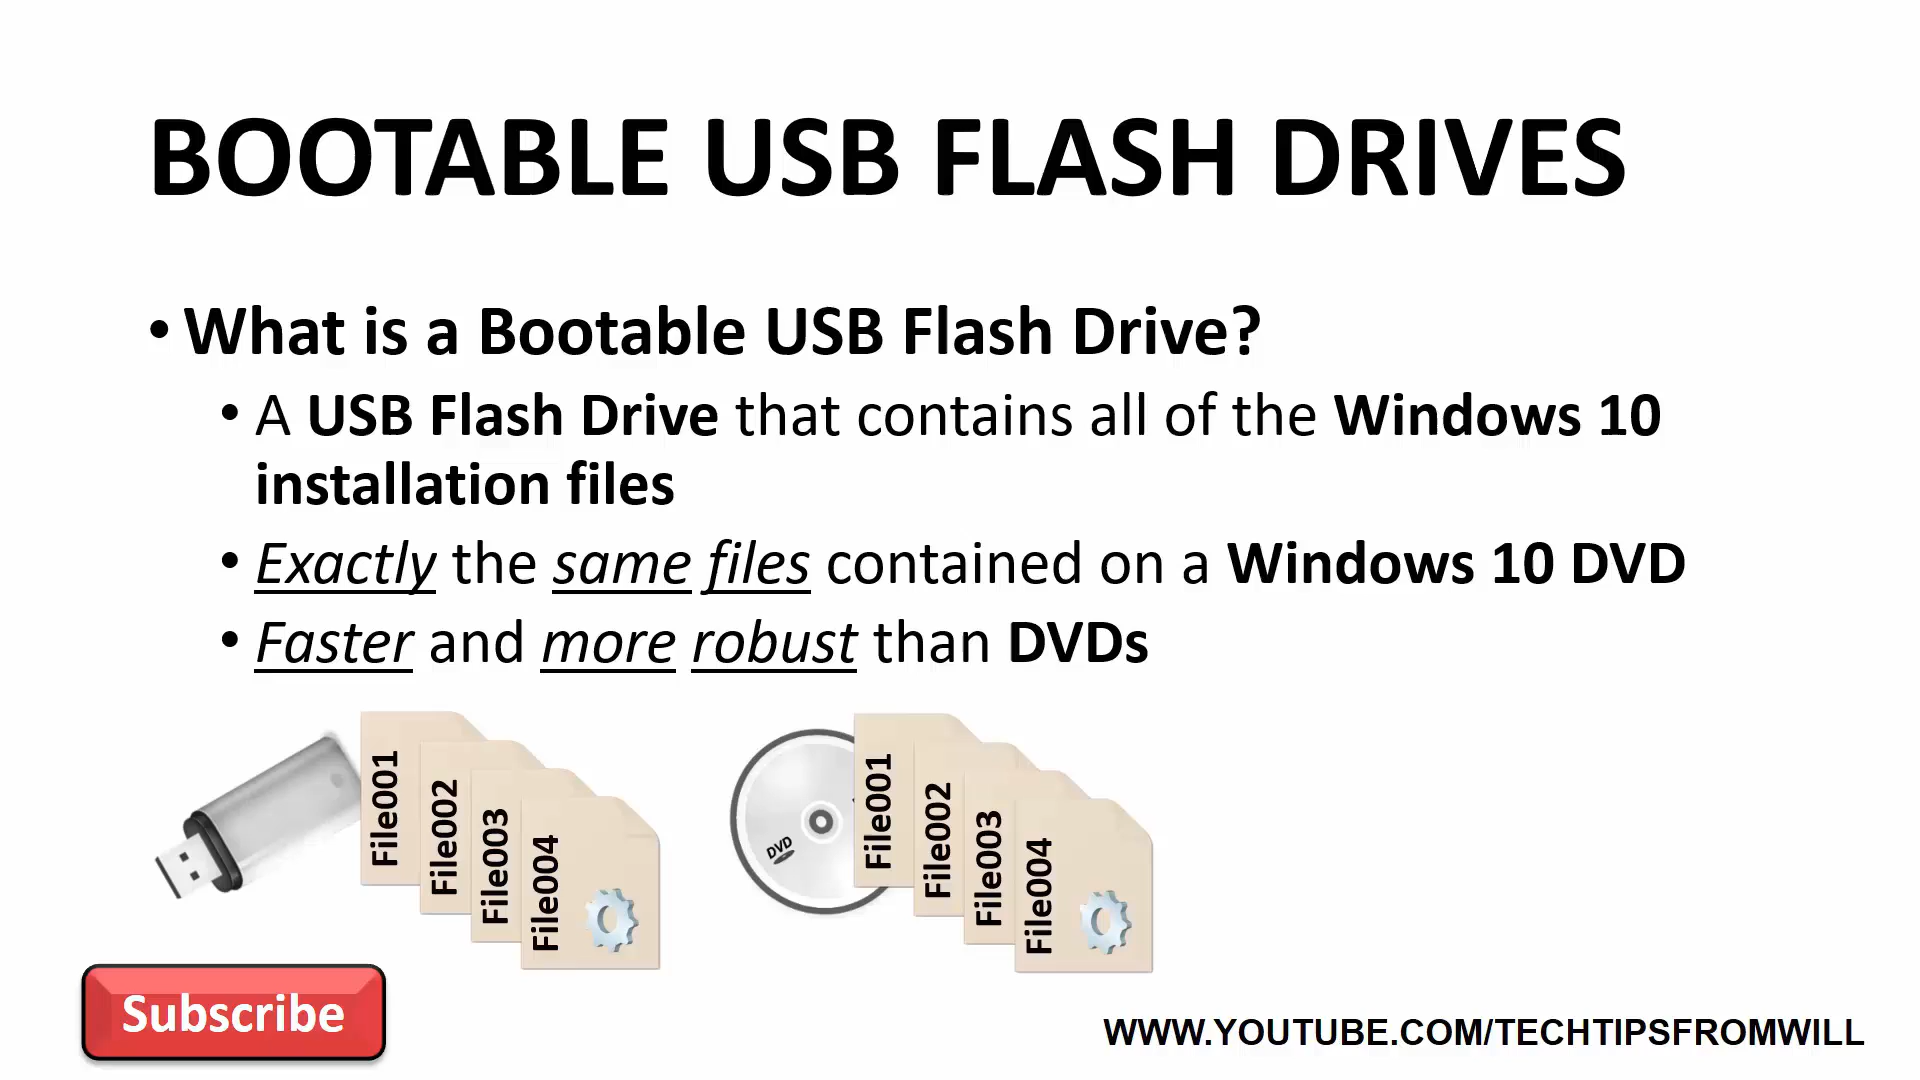 BOOTABLE USB FLASH DRIVES
• What is a Bootable USB Flash Drive?
• A USB Flash Drive that contains all of the Windows 10
installation files
• Exactly the same files contained on a Windows 10 DVD
• Faster and more robust than DVDs
File001
File002
File003
File004
DVD
File001
File002
File003
File004
Subscribe
WWW.YOUTUBE.COM/TECHTIPSFROMWILL